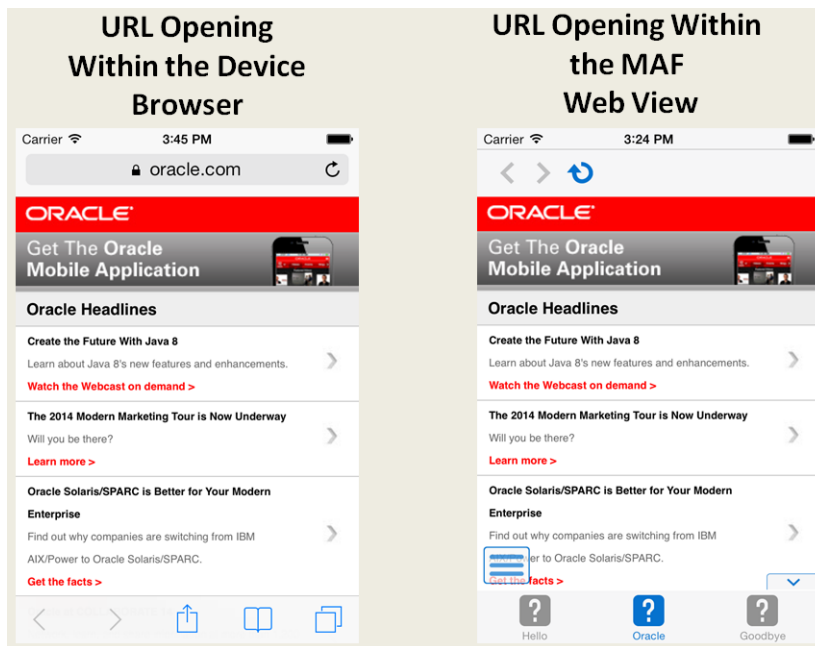 URL Opening
Within the Device
Browser
Carrier
3:45 PM
oracle.com
ORACLE
Get The Oracle
Mobile Application
Oracle Headlines
Create the Future With Java 8
Learn about Java 8's new features and enhancements.
Watch the Webcast on demand >
The 2014 Modern Marketing Tour is Now Underway
Will you be there?
Learn more >
Oracle Solaris/SPARC is Better for Your Modern
Enterprise
Find out why companies are switching from IBM
AIX/Power to Oracle Solaris/SPARC.
Get the facts >
URL Opening Within
the MAF
Web View
Carrier
3:24 PM
ORACLE
Get The Oracle
Mobile Application
Oracle Headlines
Create the Future With Java 8
Learn about Java 8's new features and enhancements.
Watch the Webcast on demand >
The 2014 Modern Marketing Tour is Now Underway
Will you be there?
Learn more >
Oracle Solaris/SPARC is Better for Your Modern
Enterprise
Find out why companies are switching from IBM
to Oracle Solaris/SPARC.
Get the facts >
? ? ?
Hello Oracle Goodbye